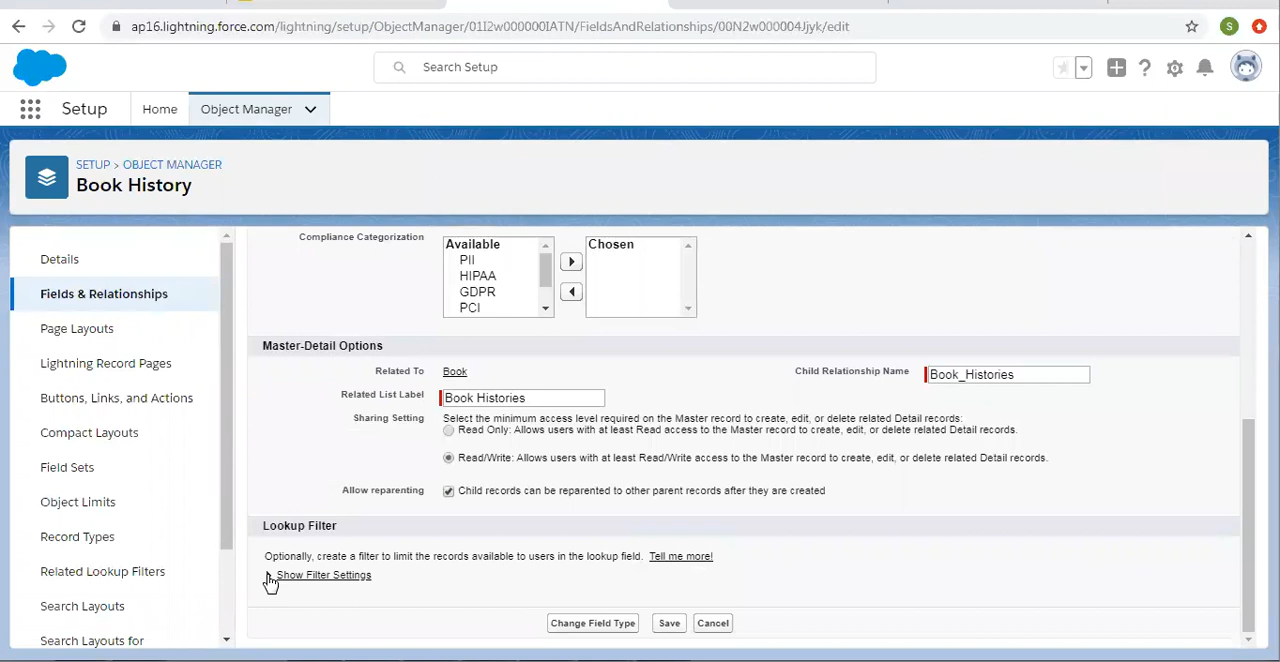 ap16.lightning.force.com/lightning/setup/ObjectManager/01I2w000000IATN/FieldsAndRelationships/00N2w000004Jjyk/edit
S
Search Setup
Setup
Home
Object Manager
SETUP > OBJECT MANAGER
Book History
Details
Fields & Relationships
Page Layouts
Lightning Record Pages
Buttons, Links, and Actions
Compact Layouts
Field Sets
Object Limits
Record Types
Related Lookup Filters
Search Layouts
Search Layouts for
Compliance Categorization
Available
PII
HIPAA
GDPR
PCI
Chosen
Master-Detail Options
Related To Book
Child Relationship Name Book_Histories
Related List Label Book Histories
Sharing Setting Select the minimum access level required on the Master record to create, edit, or delete related Detail records:
Read Only: Allows users with at least Read access to the Master record to create, edit, or delete related Detail records.
Read/Write: Allows users with at least Read/Write access to the Master record to create, edit, or delete related Detail records.
Allow reparenting Child records can be reparented to other parent records after they are created
Lookup Filter
Optionally, create a filter to limit the records available to users in the lookup field. Tell me more!
Show Filter Settings
Change Field Type Save Cancel